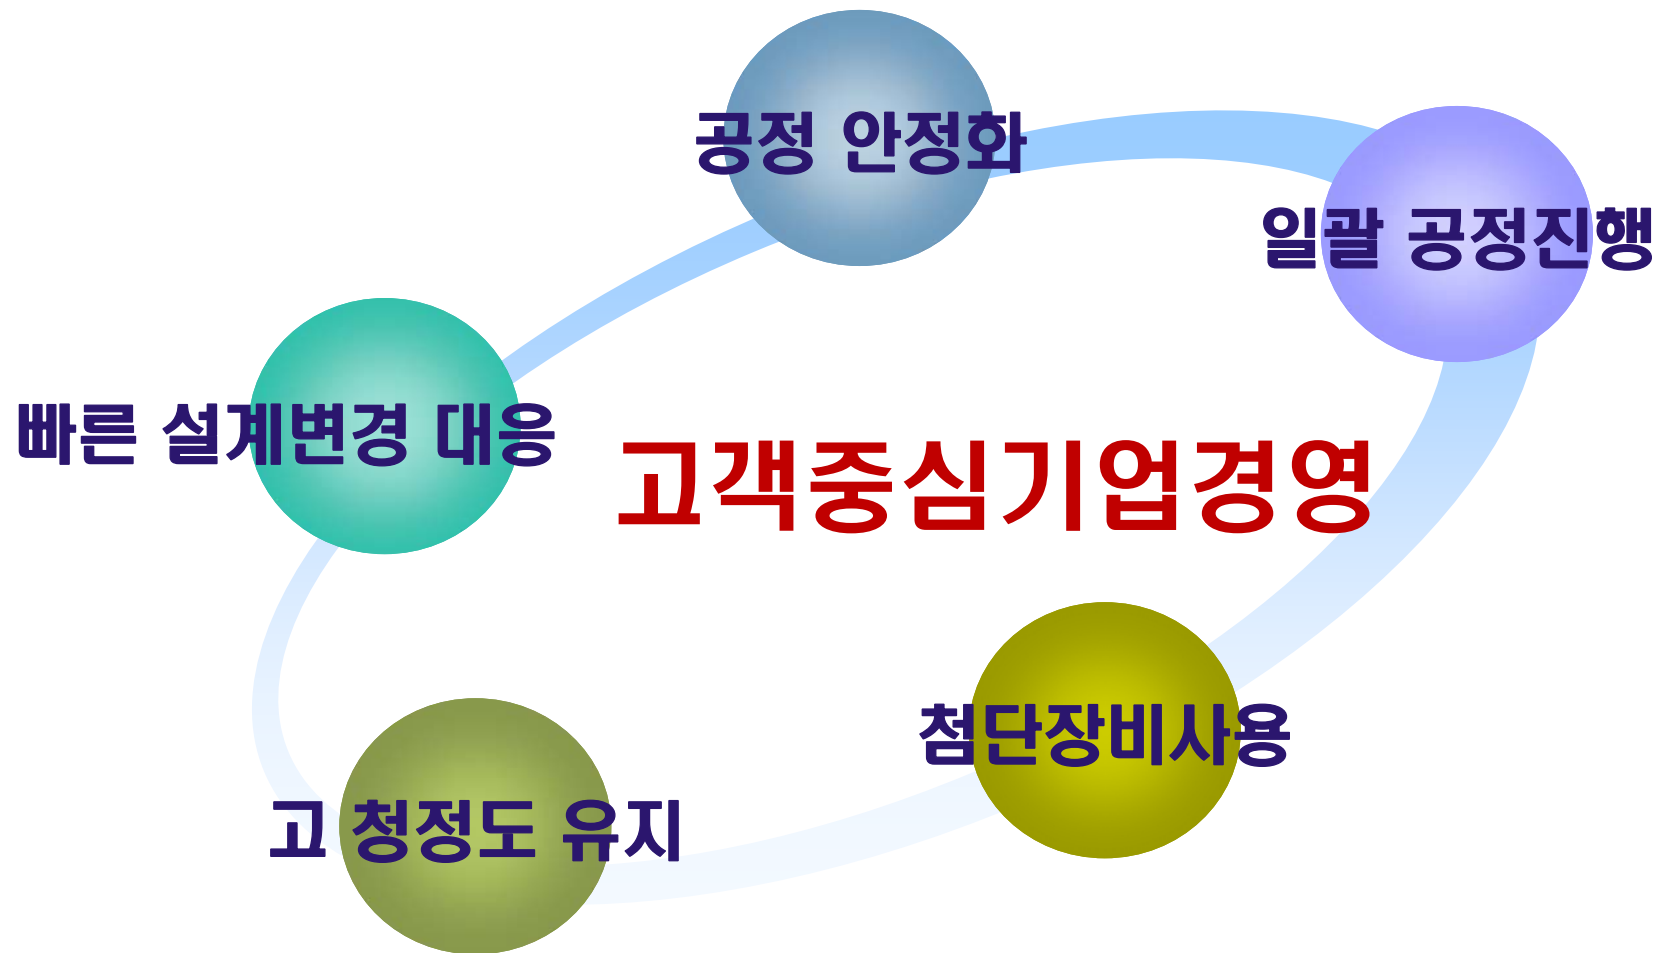 공정 안정화
일괄 공정진행
빠른 설계변경 대응
고객중심기업경영
첨단장비사용
고 청정도 유지